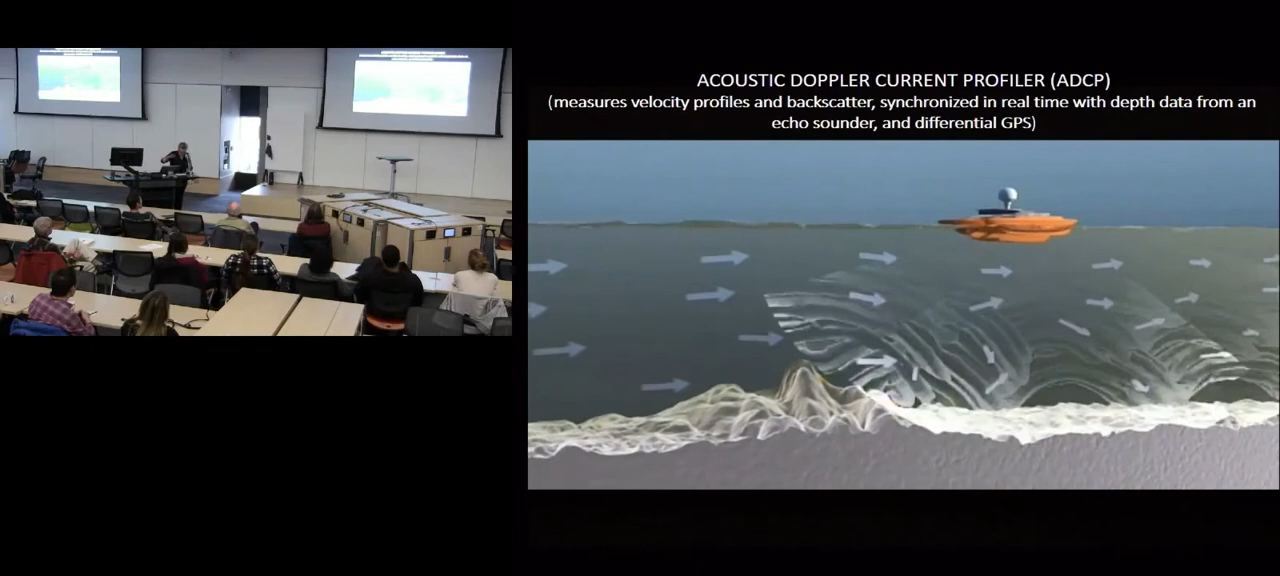 ACOUSTIC DOPPLER CURRENT PROFILER (ADCP)
(measures velocity profiles and backscatter, synchronized in real time with depth data from an
echo sounder, and differential GPS)